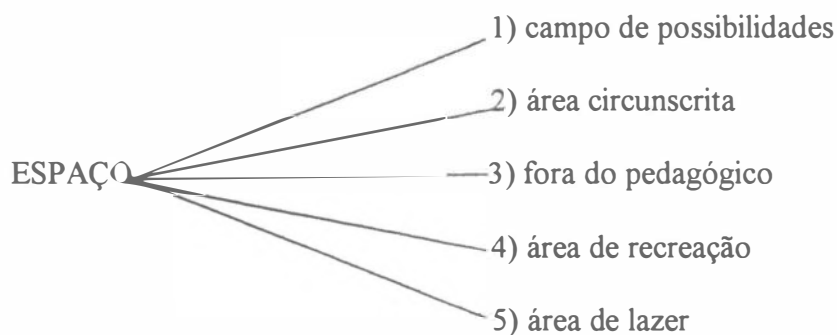 1) campo de possibilidades
2) área circunscrita
ESPAÇO
3) fora do pedagógico
4) área de recreação
5) área de lazer